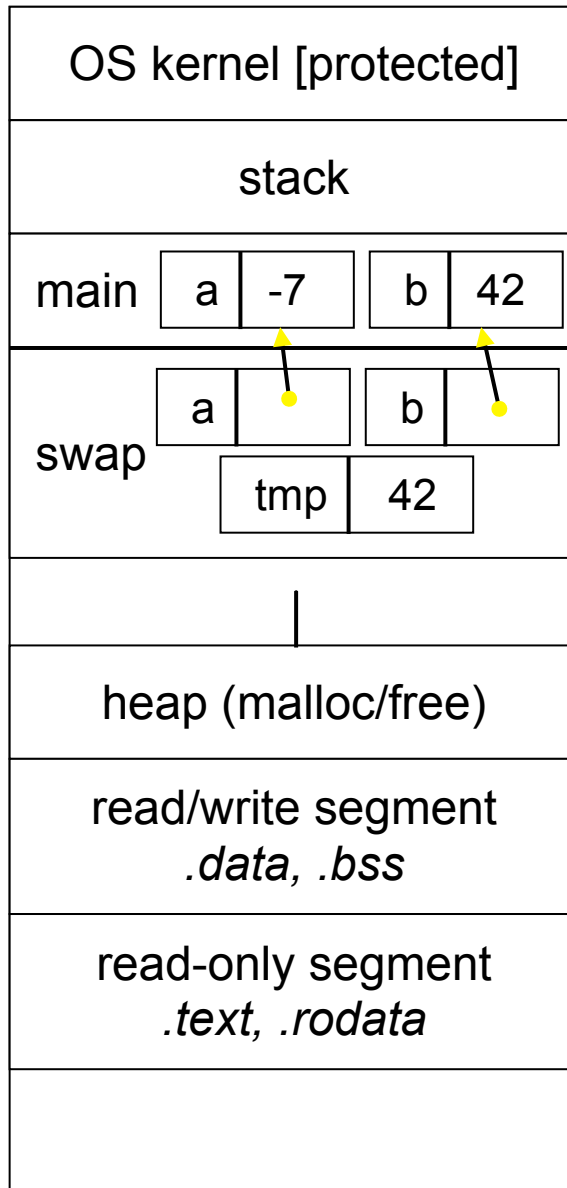 OS kernel [protected]
stack
main a -7 b 42
a b
swap
tmp 42
heap (malloc/free)
read/write segment
.data, .bss
read-only segment
.text, .rodata